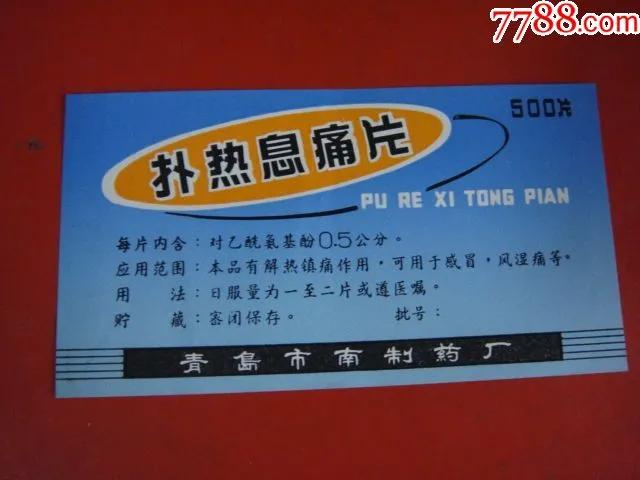 7788.com
500片
扑热息痛片
PU RE XI TONG PIAN
每片内含：对乙酰氨基酚0.5公分。
应用范围：本品有解热镇痛作用，可用于感冒，风湿痛等。
用　法：日服量为一至二片或遵医嘱。
贮　藏：密闭保存。　批号：
青島市南制药厂